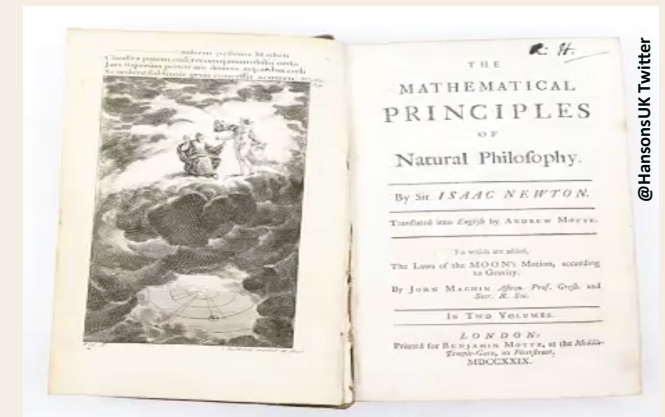 R. H.
THE
MATHEMATICAL
PRINCIPLES
OF
Natural Philoſophy.
By Sir ISAAC NEWTON.
Tranſlated into Engliſh by ANDREW MOTTE.
To which are added,
The Laws of the MOON's Motion, according
to Gravity.
By JOHN MACHIN Aſtron. Prof. Greſh. and
Secr. R. Soc.
IN TWO VOLUMES.
LONDON:
Printed for BENJAMIN MOTTE, at the Middle-
Temple-Gate, in Fleetſtreet.
MDCCXXIX.
@HansonsUK Twitter